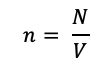 n = N/V